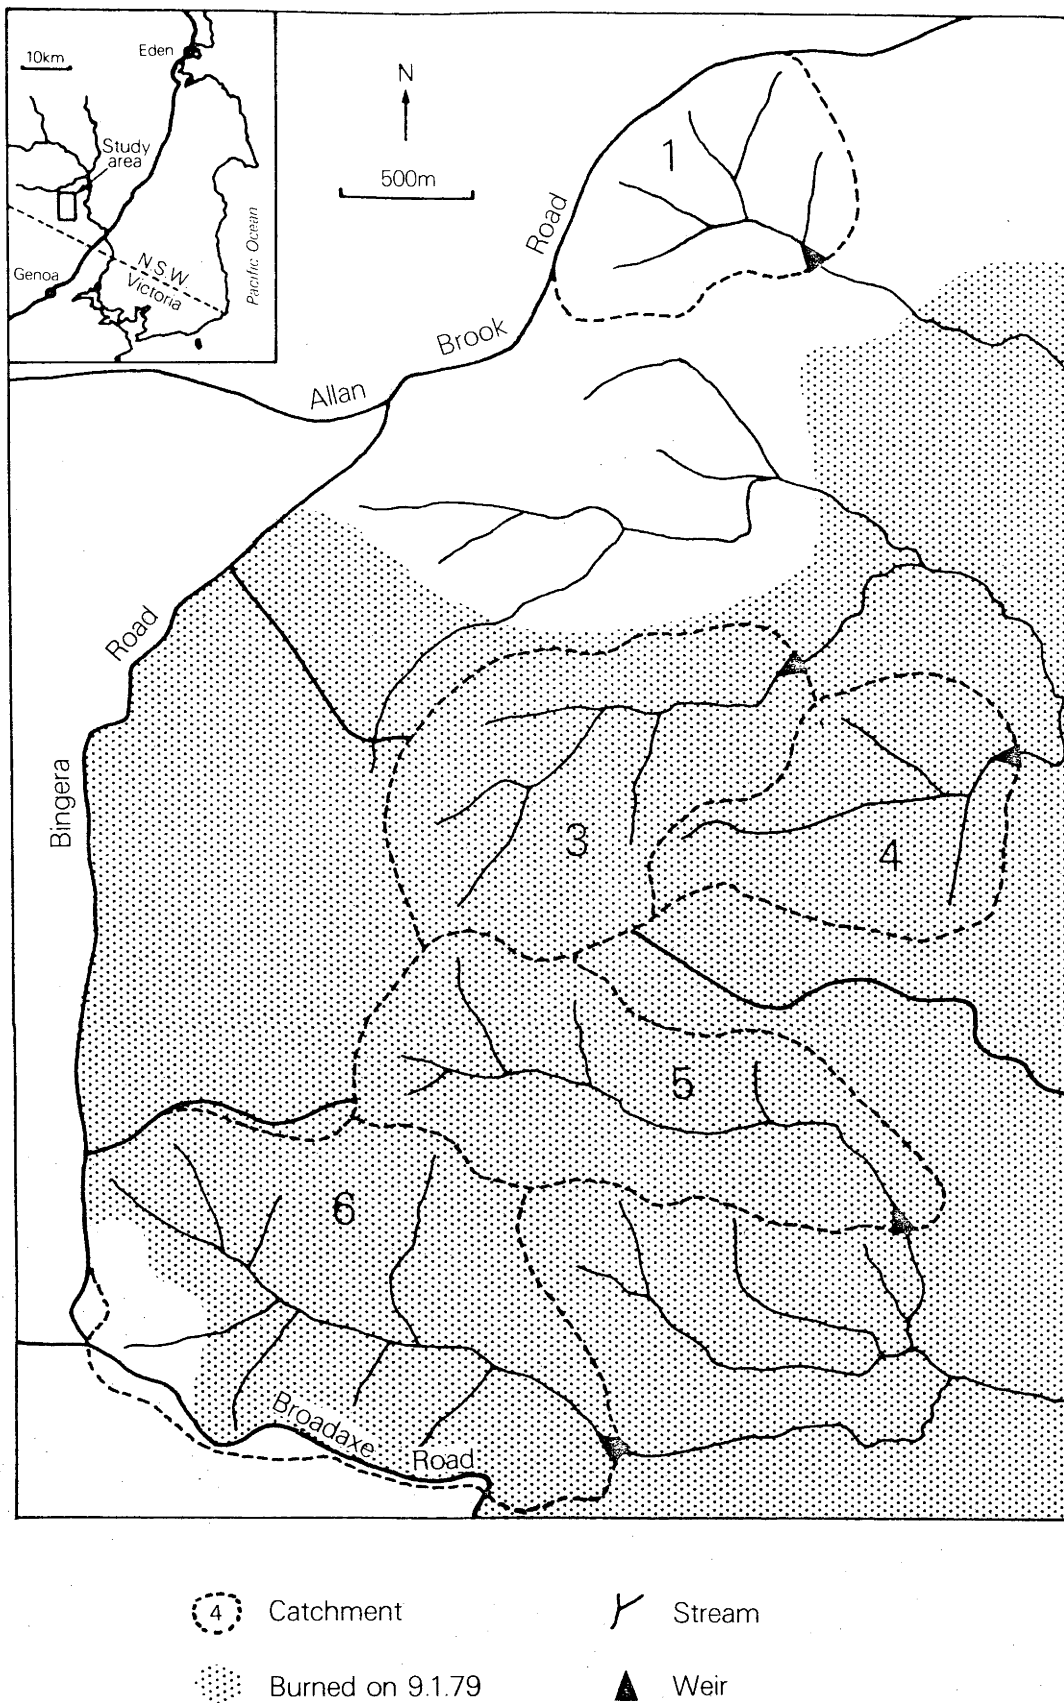 10km
Eden
Study
area
Pacific Ocean
N.S.W.
Victoria
Genoa
N
500m
1
Road
Brook
Allan
Road
Bingera
3
4
5
6
Broadaxe
Road
4 Catchment
Stream
Burned on 9.1.79
Weir